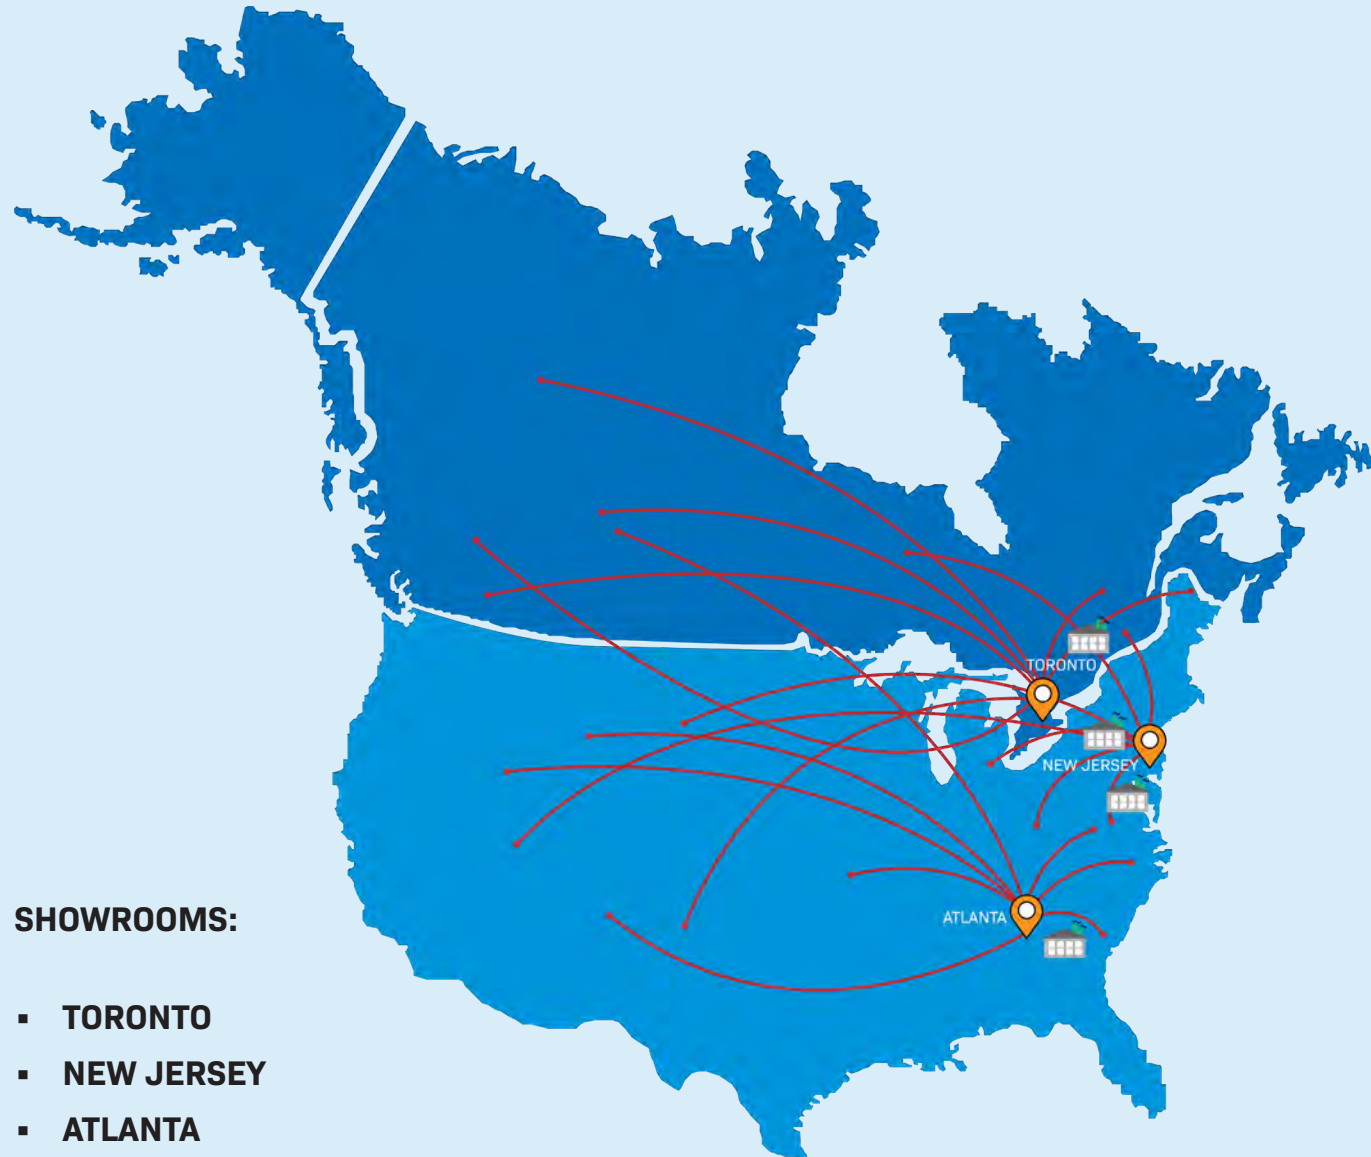 TORONTO
NEW JERSEY
ATLANTA
SHOWROOMS:
▪ TORONTO
▪ NEW JERSEY
▪ ATLANTA